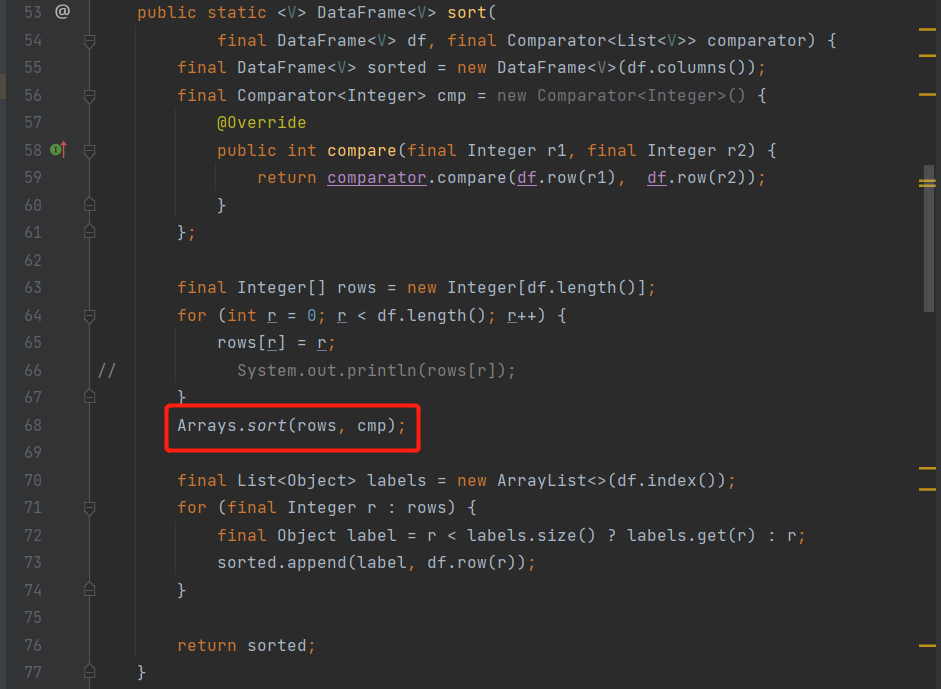 53 @ public static <V> DataFrame<V> sort(
54 final DataFrame<V> df, final Comparator<List<V>> comparator) {
55 final DataFrame<V> sorted = new DataFrame<V>(df.columns());
56 final Comparator<Integer> cmp = new Comparator<Integer>() {
57 @Override
58 public int compare(final Integer r1, final Integer r2) {
59 return comparator.compare(df.row(r1),  df.row(r2));
60 }
61 };
62
63 final Integer[] rows = new Integer[df.length()];
64 for (int r = 0; r < df.length(); r++) {
65 rows[r] = r;
66 // System.out.println(rows[r]);
67 }
68 Arrays.sort(rows, cmp);
69
70 final List<Object> labels = new ArrayList<>(df.index());
71 for (final Integer r : rows) {
72 final Object label = r < labels.size() ? labels.get(r) : r;
73 sorted.append(label, df.row(r));
74 }
75
76 return sorted;
77 }